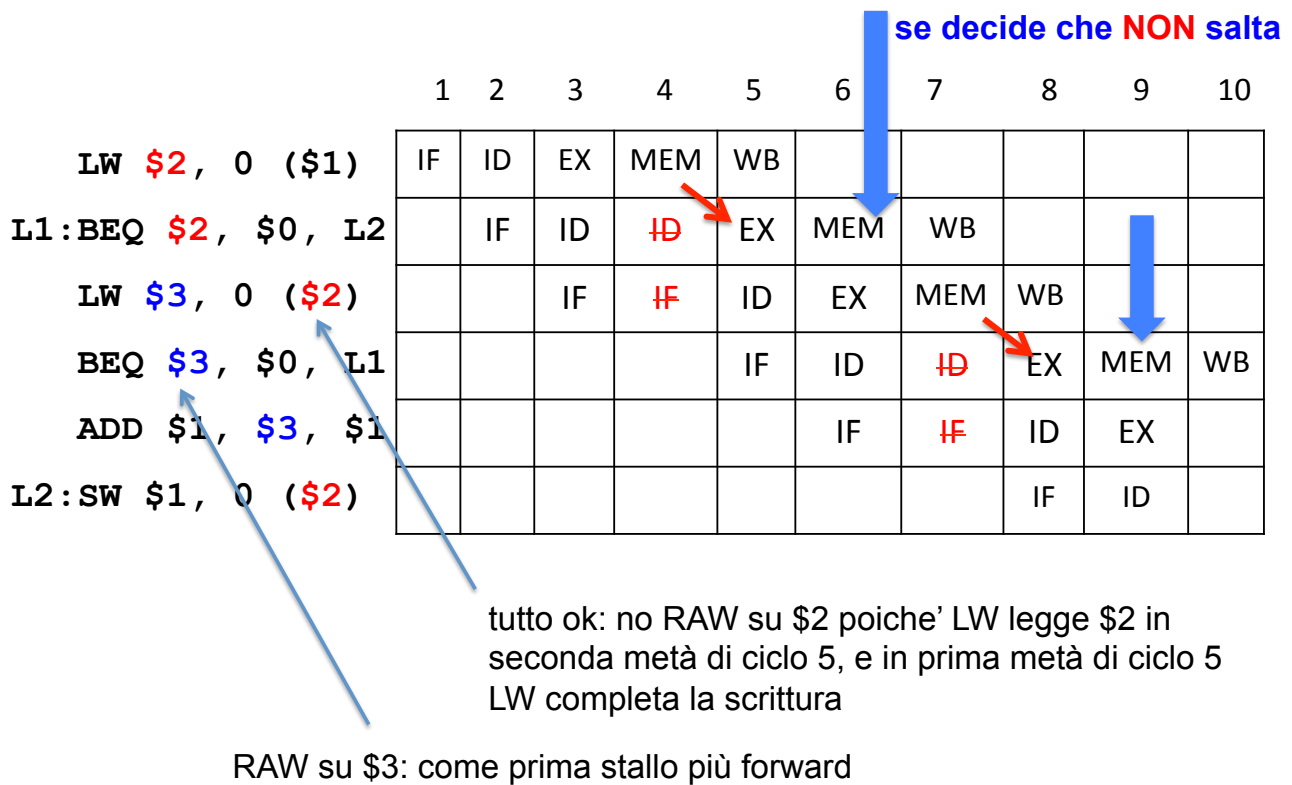 se decide che NON salta
1 2 3 4 5 6 7 8 9 10
LW $2, 0 ($1) IF ID EX MEM WB
L1:BEQ $2, $0, L2 IF ID ID EX MEM WB
LW $3, 0 ($2) IF IF ID EX MEM WB
BEQ $3, $0, L1 IF ID ID EX MEM WB
ADD $1, $3, $1 IF IF ID EX
L2:SW $1, 0 ($2) IF ID
tutto ok: no RAW su $2 poiche’ LW legge $2 in
seconda metà di ciclo 5, e in prima metà di ciclo 5
LW completa la scrittura
RAW su $3: come prima stallo più forward